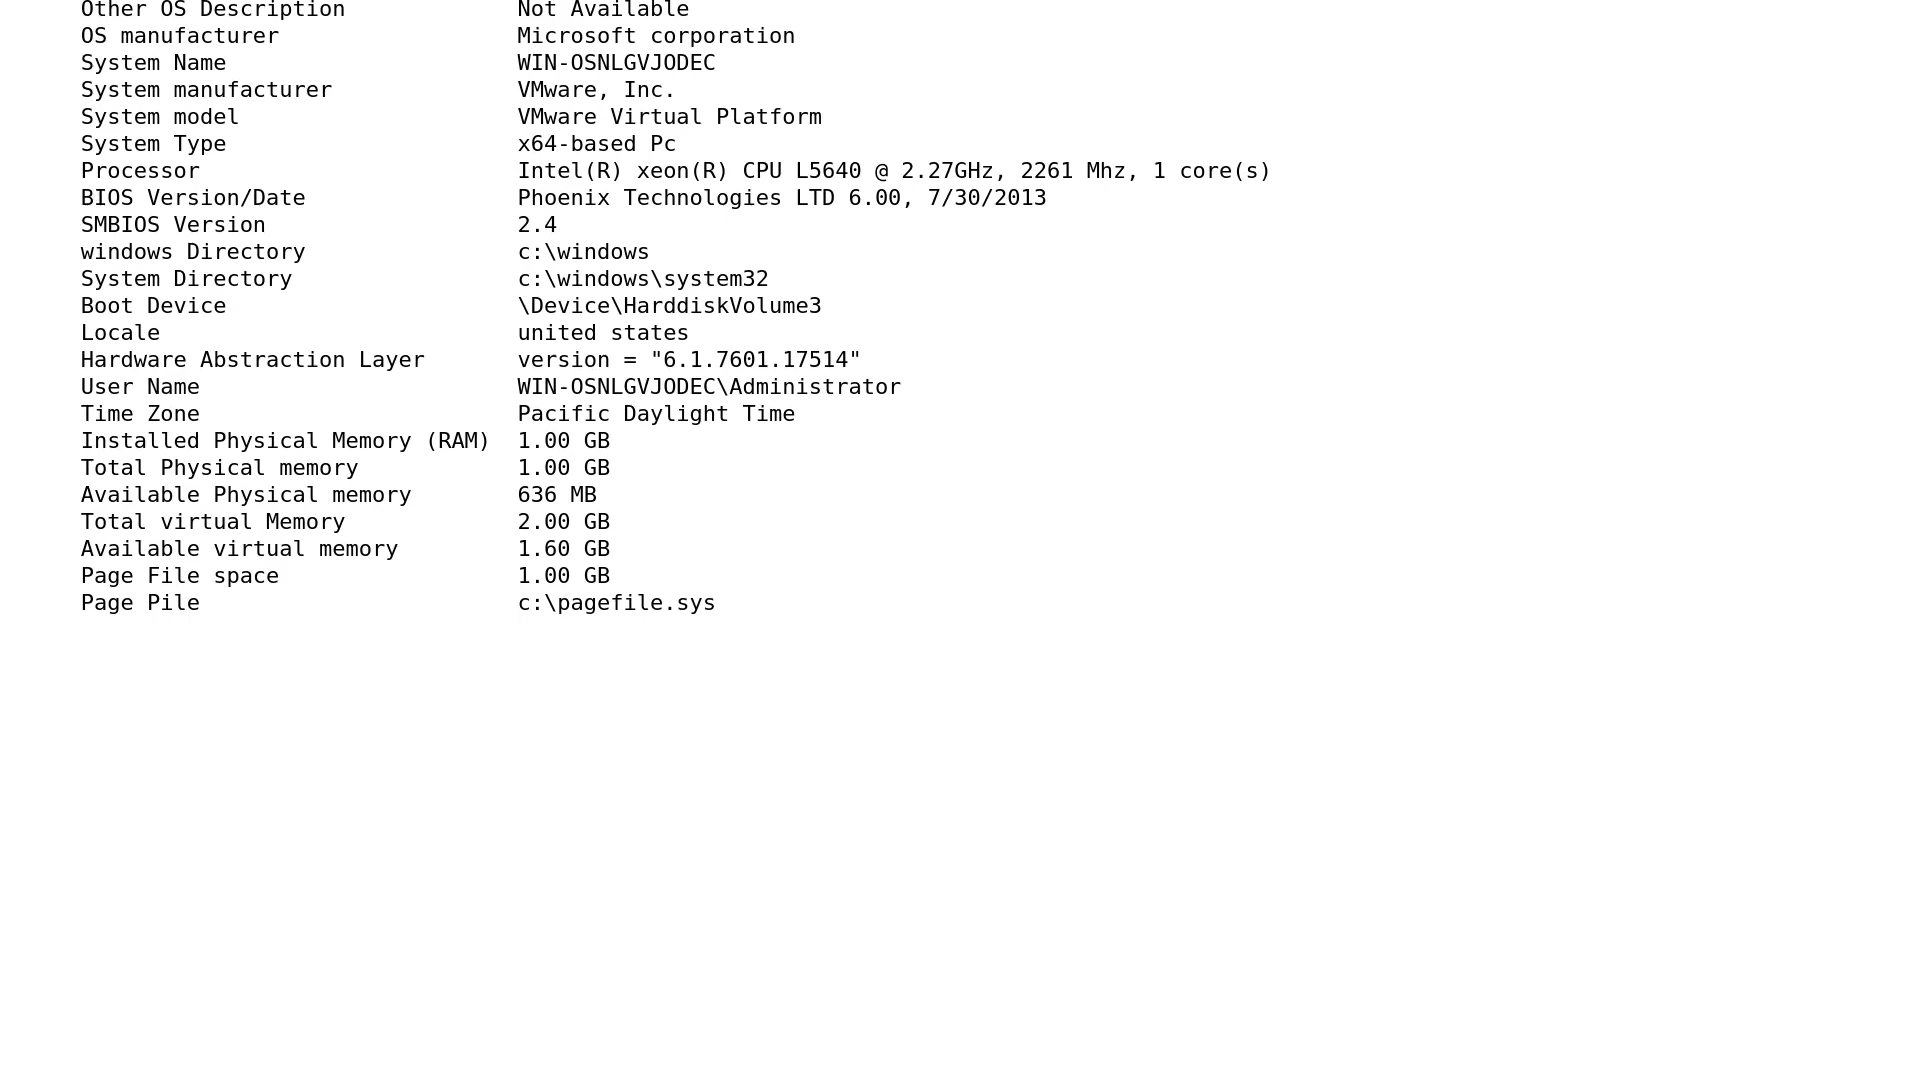 Other OS Description Not Available
OS manufacturer Microsoft corporation
System Name WIN-OSNLGVJODEC
System manufacturer VMware, Inc.
System model VMware Virtual Platform
System Type x64-based Pc
Processor Intel(R) xeon(R) CPU L5640 @ 2.27GHz, 2261 Mhz, 1 core(s)
BIOS Version/Date Phoenix Technologies LTD 6.00, 7/30/2013
SMBIOS Version 2.4
windows Directory c:\windows
System Directory c:\windows\system32
Boot Device \Device\HarddiskVolume3
Locale united states
Hardware Abstraction Layer version = "6.1.7601.17514"
User Name WIN-OSNLGVJODEC\Administrator
Time Zone Pacific Daylight Time
Installed Physical Memory (RAM) 1.00 GB
Total Physical memory 1.00 GB
Available Physical memory 636 MB
Total virtual Memory 2.00 GB
Available virtual memory 1.60 GB
Page File space 1.00 GB
Page Pile c:\pagefile.sys